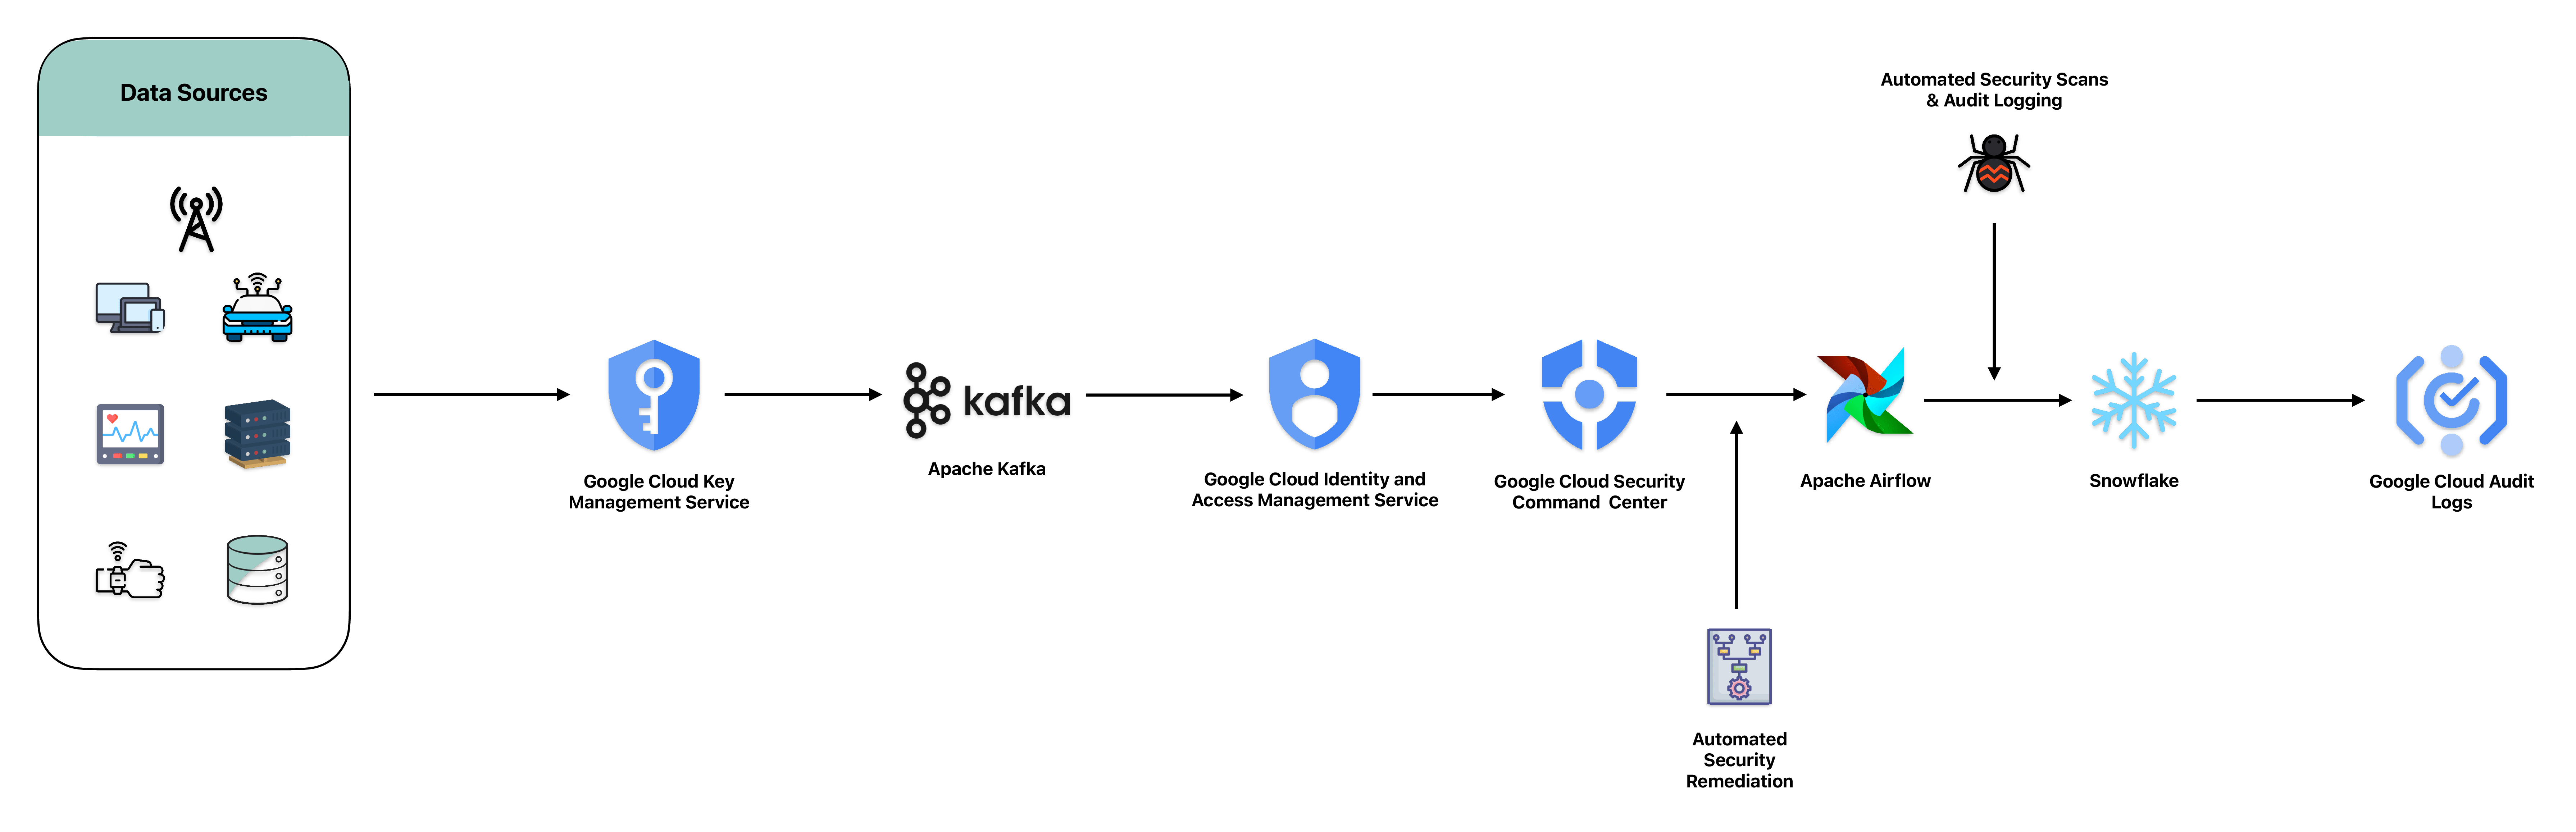 Data Sources
Automated Security Scans
& Audit Logging
kafka
Google Cloud Key
Management Service
Apache Kafka
Google Cloud Identity and
Access Management Service
Google Cloud Security
Command Center
Apache Airflow
Snowflake
Google Cloud Audit
Logs
Automated
Security
Remediation